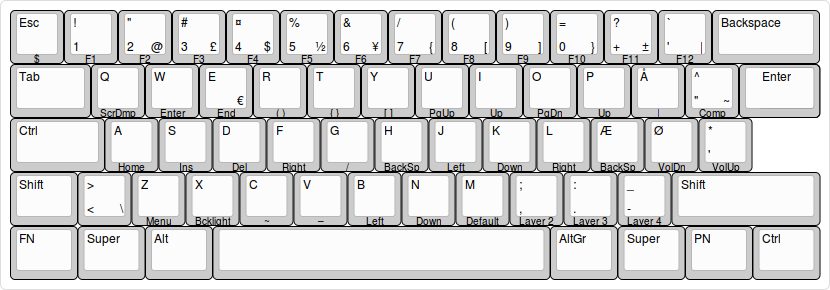 Esc ! " # ¤ % & / ( ) = ? ` Backspace
1 2 @ 3 £ 4 $ 5 ½ 6 ¥ 7 { 8 [ 9 ] 0 } + ± ' |
$ F1 F2 F3 F4 F5 F6 F7 F8 F9 F10 F11 F12
Tab Q W E R T Y U I O P Å ^ Enter
€ " ~
ScrDmp Enter End ( ) { } [ ] PgUp Up PgDn Up | Comp
Ctrl A S D F G H J K L Æ Ø *
'
Home Ins Del Right / BackSp Left Down Right BackSp VolDn VolUp
Shift > Z X C V B N M ; : _ Shift
< \ , . -
Menu Bcklight ~ – Left Down Default Layer 2 Layer 3 Layer 4
FN Super Alt AltGr Super PN Ctrl